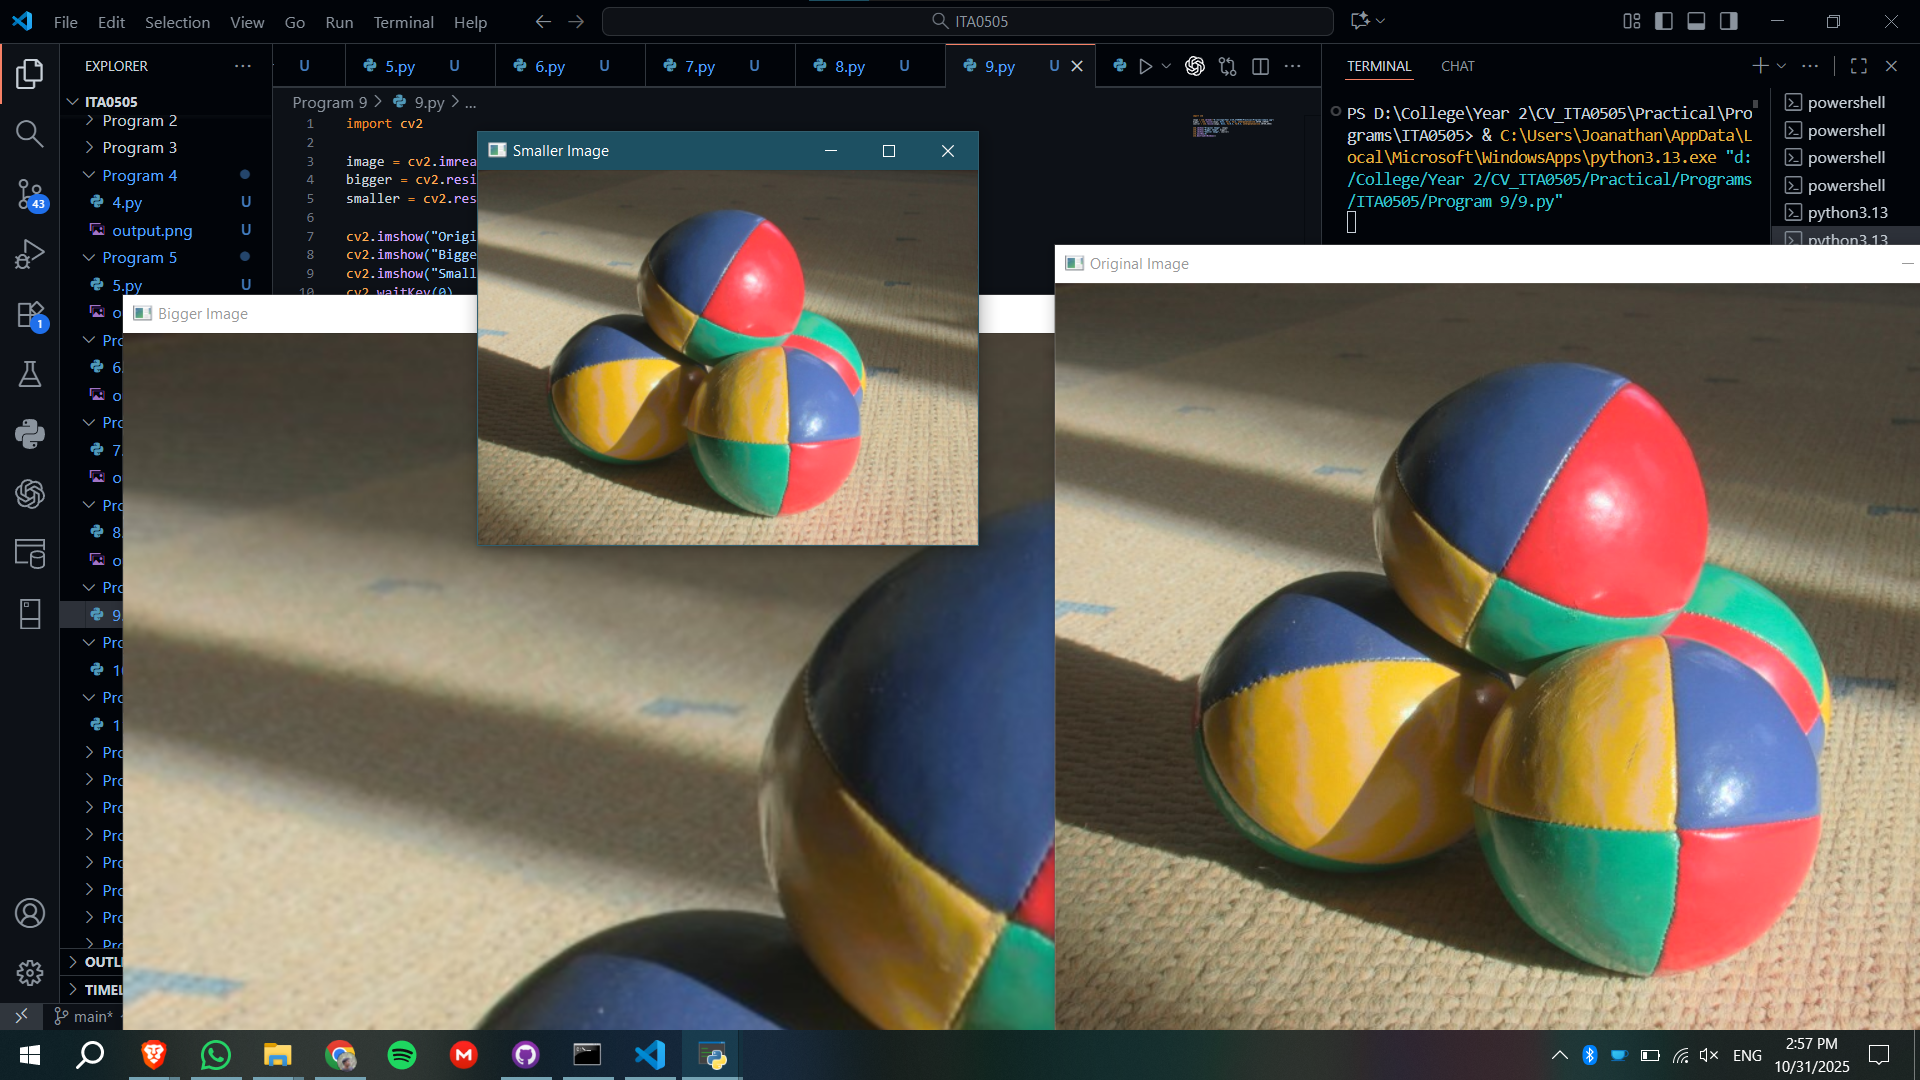 File Edit Selection View Go Run Terminal Help
ITA0505
EXPLORER
ITA0505
Program 2
Program 3
Program 4
4.py U
output.png U
Program 5
5.py U
43
1
U
5.py U
6.py U
7.py U
8.py U
9.py U
Program 9 > 9.py > ...
1 import cv2
2
3 image = cv2.imrea
4 bigger = cv2.resi
5 smaller = cv2.res
6
7 cv2.imshow("Origi
8 cv2.imshow("Bigge
9 cv2.imshow("Small
10 cv2.waitKey(0)
Smaller Image
Bigger Image
Original Image
TERMINAL CHAT
PS D:\College\Year 2\CV_ITA0505\Practical\Pro
grams\ITA0505> & C:\Users\Joanathan\AppData\L
ocal\Microsoft\WindowsApps\python3.13.exe "d:
/College/Year 2/CV_ITA0505/Practical/Programs
/ITA0505/Program 9/9.py"
powershell
powershell
powershell
powershell
python3.13
python3.13
Pro
6.
o
Pro
7.
o
Pro
8.
o
Pro
9.
Pro
10
Pro
1
Pro
Pro
Pro
Pro
Pro
Pro
Pro
Pro
OUTLI
TIMEL
main*
ENG
2:57 PM
10/31/2025